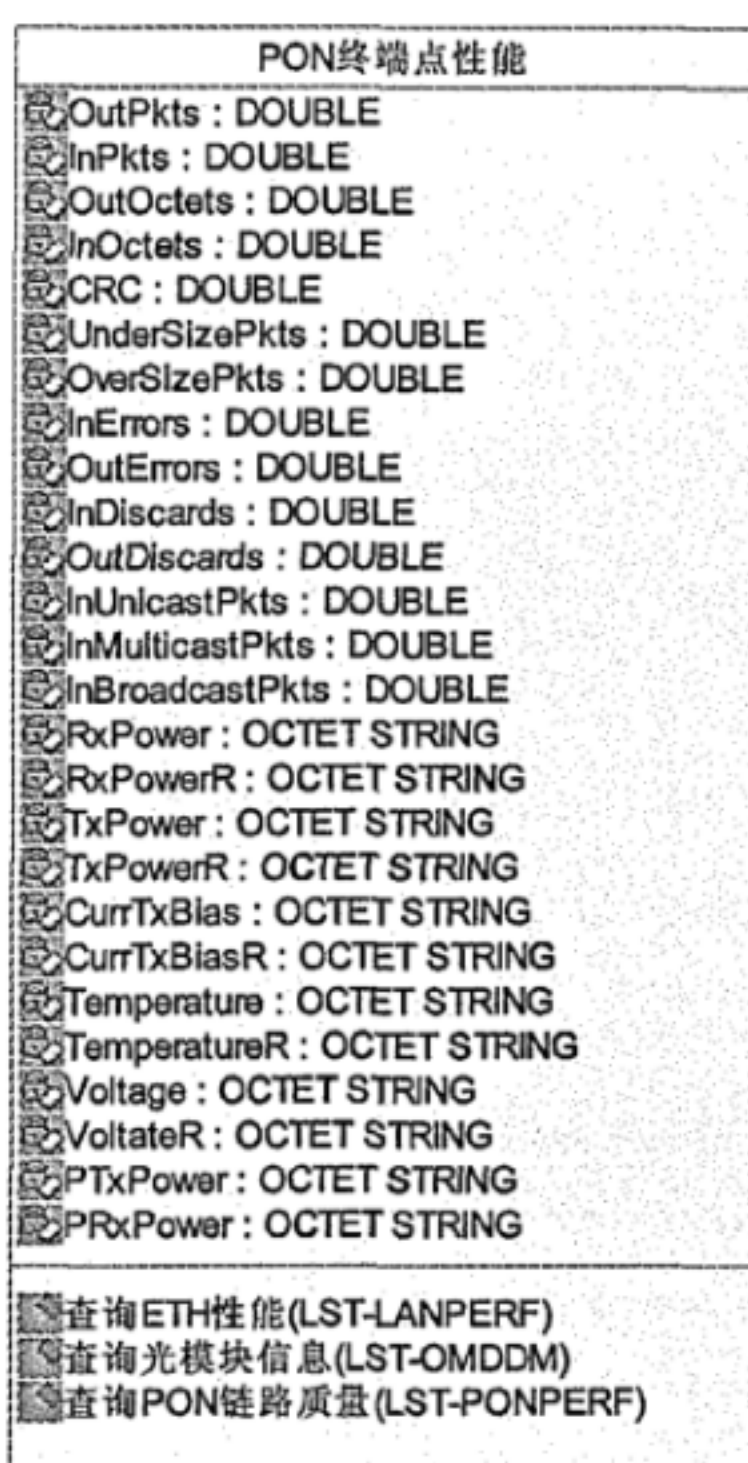 PON终端点性能
OutPkts : DOUBLE
InPkts : DOUBLE
OutOctets : DOUBLE
InOctets : DOUBLE
CRC : DOUBLE
UnderSizePkts : DOUBLE
OverSizePkts : DOUBLE
InErrors : DOUBLE
OutErrors : DOUBLE
InDiscards : DOUBLE
OutDiscards : DOUBLE
InUnicastPkts : DOUBLE
InMulticastPkts : DOUBLE
InBroadcastPkts : DOUBLE
RxPower : OCTET STRING
RxPowerR : OCTET STRING
TxPower : OCTET STRING
TxPowerR : OCTET STRING
CurrTxBias : OCTET STRING
CurrTxBiasR : OCTET STRING
Temperature : OCTET STRING
TemperatureR : OCTET STRING
Voltage : OCTET STRING
VoltateR : OCTET STRING
PTxPower : OCTET STRING
PRxPower : OCTET STRING
查询ETH性能(LST-LANPERF)
查询光模块信息(LST-OMDDM)
查询PON链路质量(LST-PONPERF)